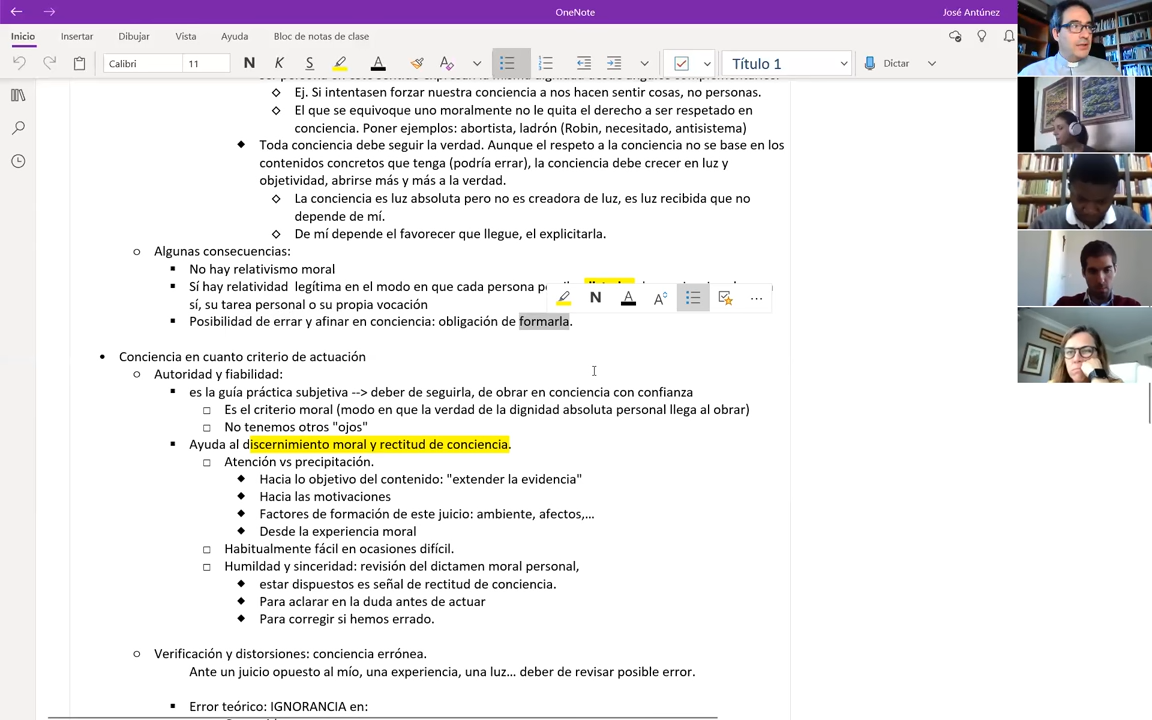 OneNote
José Antúnez
Inicio
Insertar
Dibujar
Vista
Ayuda
Bloc de notas de clase
Calibri
11
N
K
S
A
Título 1
Dictar
Ej. Si intentasen forzar nuestra conciencia a nos hacen sentir cosas, no personas.
El que se equivoque uno moralmente no le quita el derecho a ser respetado en
conciencia. Poner ejemplos: abortista, ladrón (Robin, necesitado, antisistema)
Toda conciencia debe seguir la verdad. Aunque el respeto a la conciencia no se base en los
contenidos concretos que tenga (podría errar), la conciencia debe crecer en luz y
objetividad, abrirse más y más a la verdad.
La conciencia es luz absoluta pero no es creadora de luz, es luz recibida que no
depende de mí.
De mí depende el favorecer que llegue, el explicitarla.
Algunas consecuencias:
No hay relativismo moral
Sí hay relatividad legítima en el modo en que cada persona
N
A
A
sí, su tarea personal o su propia vocación
Posibilidad de errar y afinar en conciencia: obligación de formarla.
Conciencia en cuanto criterio de actuación
Autoridad y fiabilidad:
es la guía práctica subjetiva --> deber de seguirla, de obrar en conciencia con confianza
Es el criterio moral (modo en que la verdad de la dignidad absoluta personal llega al obrar)
No tenemos otros "ojos"
Ayuda al discernimiento moral y rectitud de conciencia.
Atención vs precipitación.
Hacia lo objetivo del contenido: "extender la evidencia"
Hacia las motivaciones
Factores de formación de este juicio: ambiente, afectos,...
Desde la experiencia moral
Habitualmente fácil en ocasiones difícil.
Humildad y sinceridad: revisión del dictamen moral personal,
estar dispuestos es señal de rectitud de conciencia.
Para aclarar en la duda antes de actuar
Para corregir si hemos errado.
Verificación y distorsiones: conciencia errónea.
Ante un juicio opuesto al mío, una experiencia, una luz... deber de revisar posible error.
Error teórico: IGNORANCIA en: